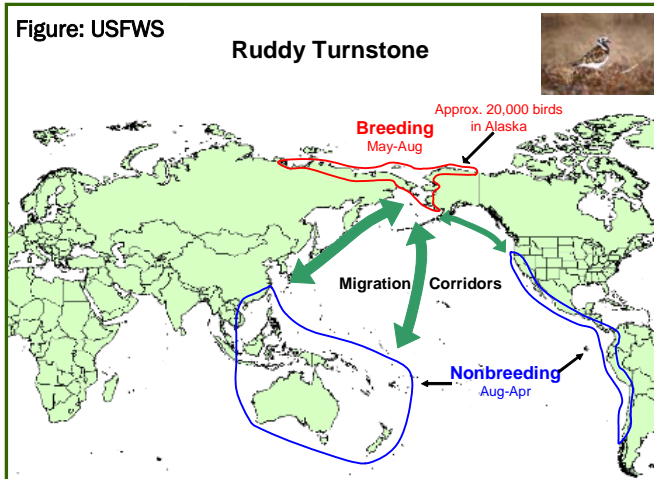 Figure: USFWS
Ruddy Turnstone
Approx. 20,000 birds
in Alaska
Breeding
May-Aug
Migration Corridors
Nonbreeding
Aug-Apr